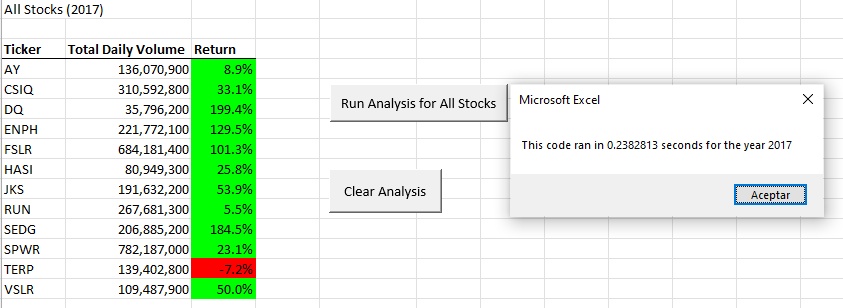 All Stocks (2017)
Ticker Total Daily Volume Return
AY 136,070,900 8.9%
CSIQ 310,592,800 33.1%
DQ 35,796,200 199.4%
ENPH 221,772,100 129.5%
FSLR 684,181,400 101.3%
HASI 80,949,300 25.8%
JKS 191,632,200 53.9%
RUN 267,681,300 5.5%
SEDG 206,885,200 184.5%
SPWR 782,187,000 23.1%
TERP 139,402,800 -7.2%
VSLR 109,487,900 50.0%
Run Analysis for All Stocks
Clear Analysis
Microsoft Excel
This code ran in 0.2382813 seconds for the year 2017
Aceptar